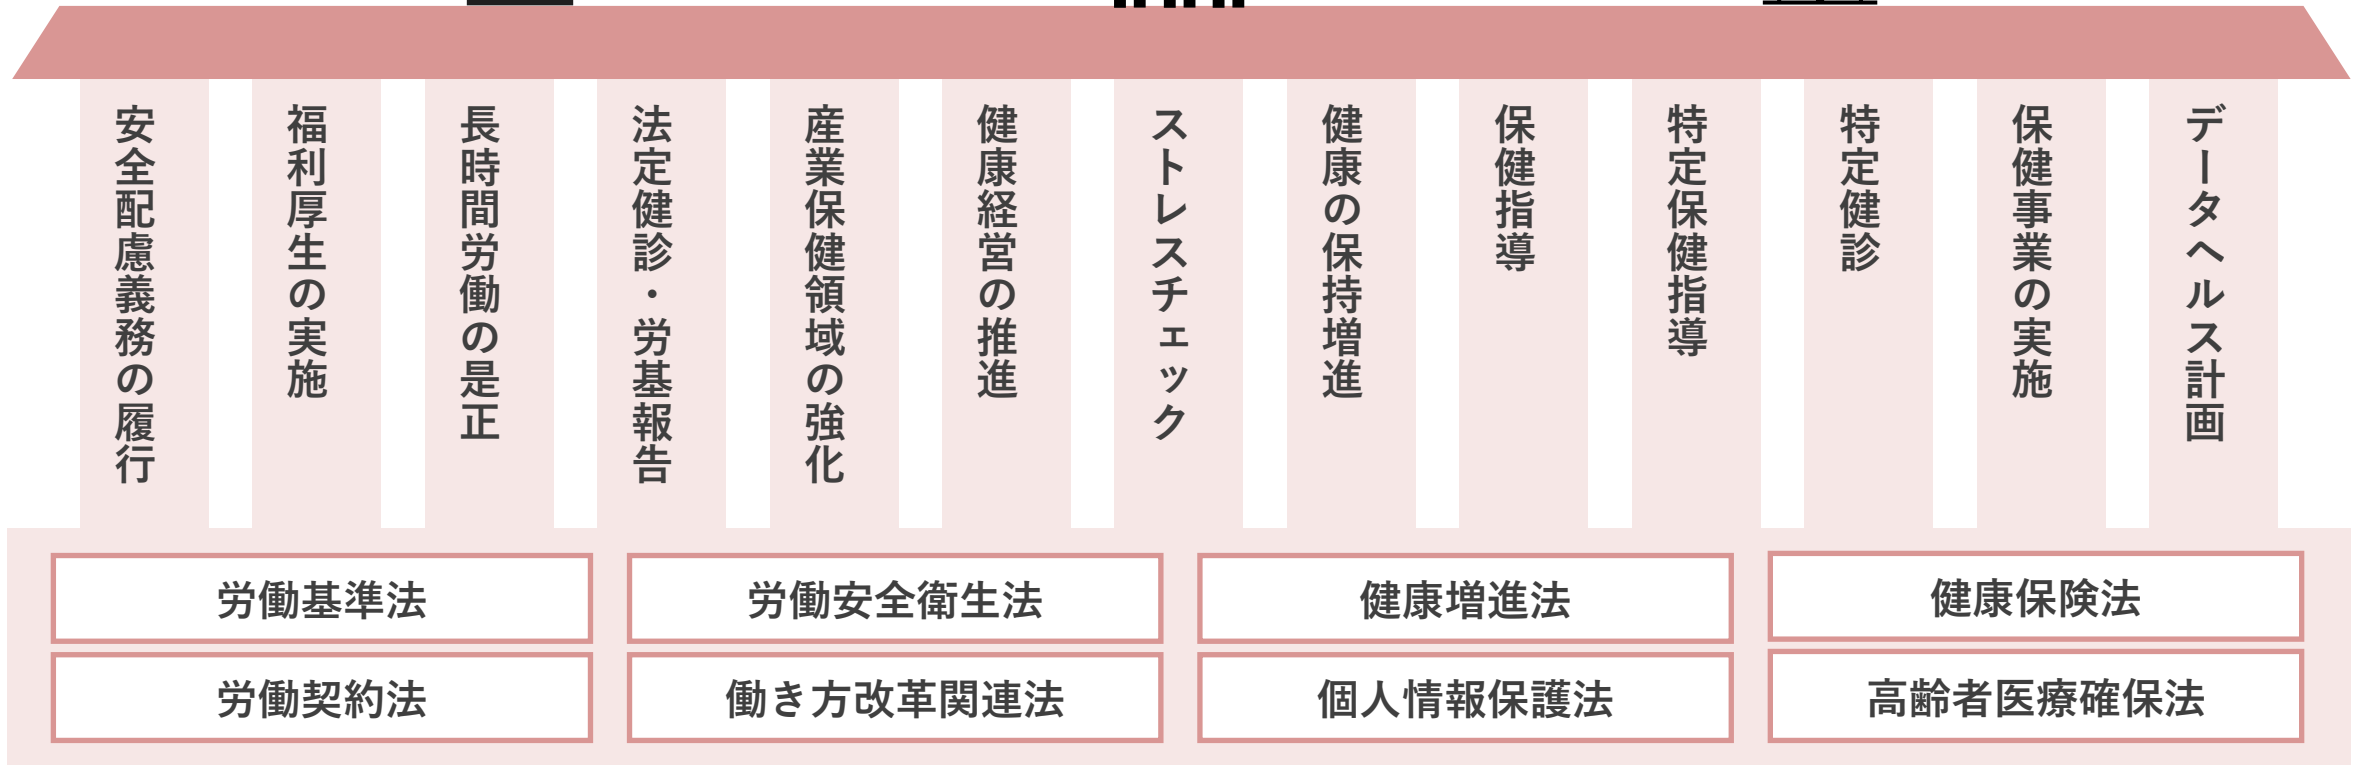 安全配慮義務の履行
福利厚生の実施
長時間労働の是正
法定健診・労基報告
産業保健領域の強化
健康経営の推進
ストレスチェック
健康の保持増進
保健指導
特定保健指導
特定健診
保健事業の実施
データヘルス計画
労働基準法
労働安全衛生法
健康増進法
健康保険法
労働契約法
働き方改革関連法
個人情報保護法
高齢者医療確保法